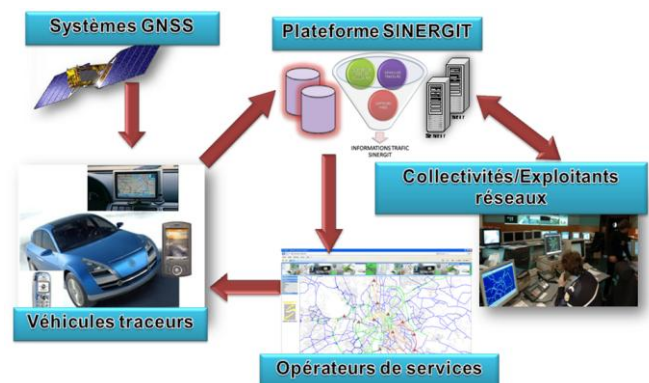 Systèmes GNSS
Plateforme SINERGIT
INFORMATIONS TRAFIC
SINERGIT
Collectivités/Exploitants
réseaux
Véhicules traceurs
Opérateurs de services